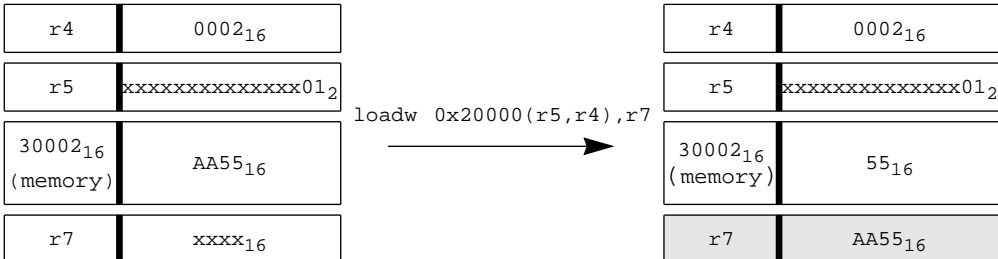 r4 0002₁₆ r4 0002₁₆
r5 xxxxxxxxxxxxxx01₂ r5 xxxxxxxxxxxxxx01₂
loadw 0x20000(r5,r4),r7
30002₁₆ AA55₁₆ 30002₁₆ 55₁₆
(memory) (memory)
r7 xxxx₁₆ r7 AA55₁₆